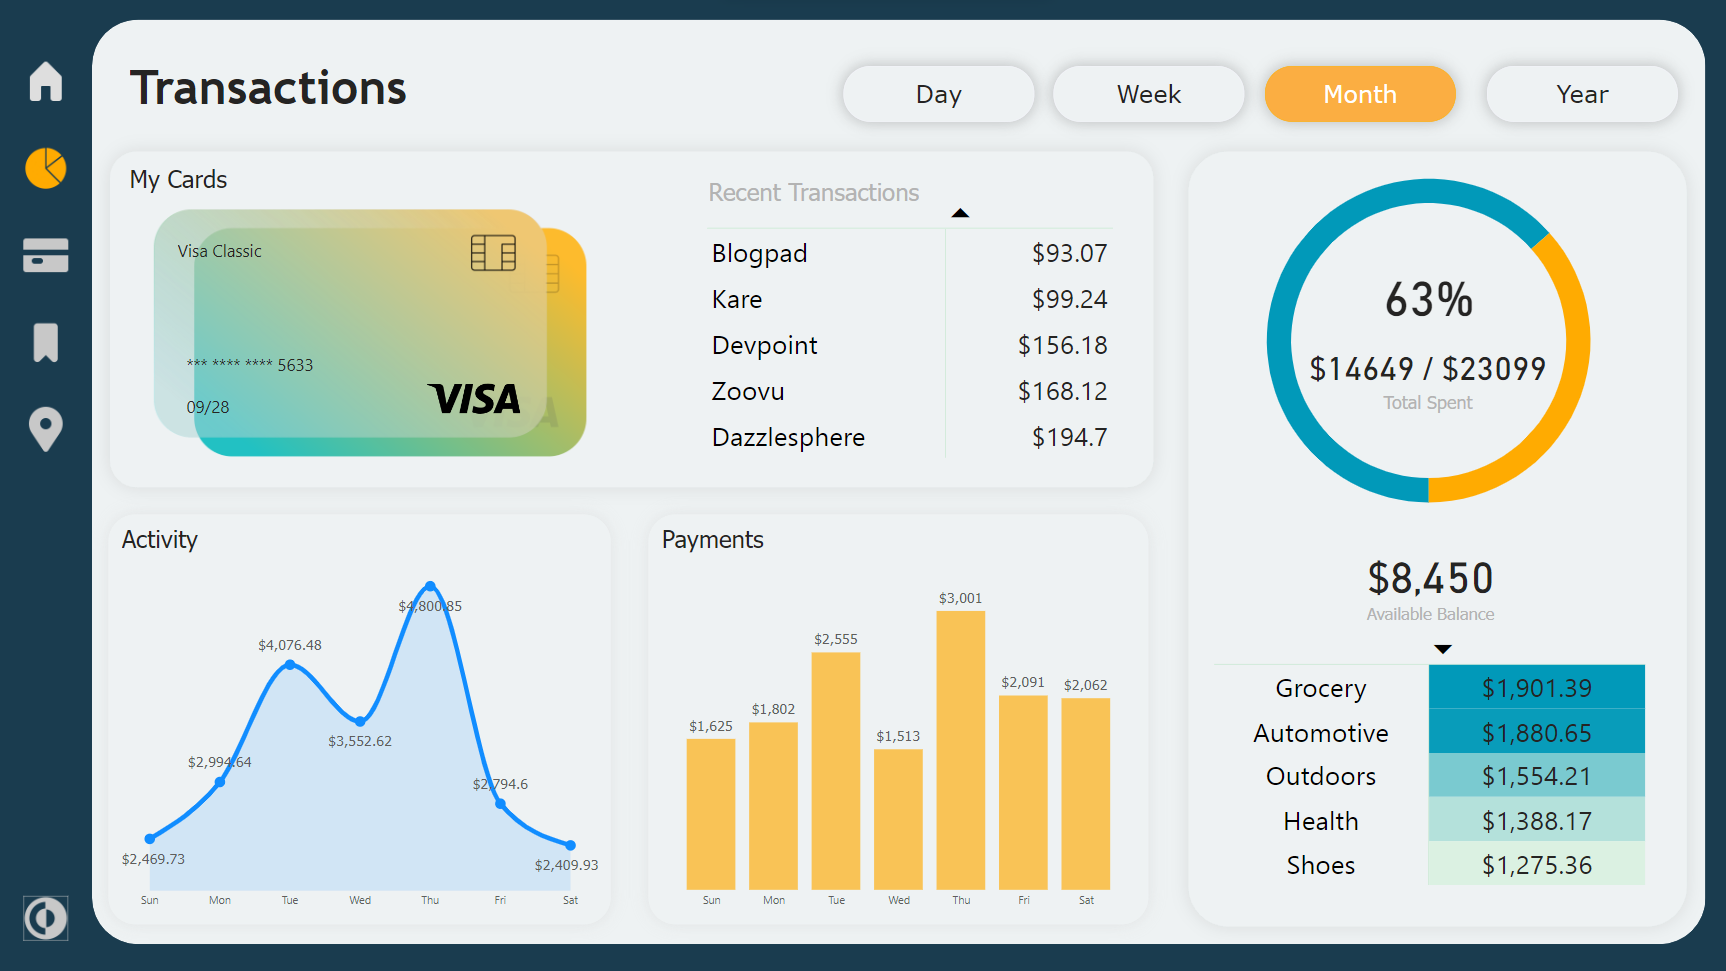 Transactions
Day
Week
Month
Year
My Cards
Visa Classic
*** **** **** 5633
09/28
VISA
Recent Transactions
Blogpad $93.07
Kare $99.24
Devpoint $156.18
Zoovu $168.12
Dazzlesphere $194.7
63%
$14649 / $23099
Total Spent
$8,450
Available Balance
Grocery $1,901.39
Automotive $1,880.65
Outdoors $1,554.21
Health $1,388.17
Shoes $1,275.36
Activity
$4,800.85
$4,076.48
$3,552.62
$2,994.64
$2,794.6
$2,469.73
$2,409.93
Sun Mon Tue Wed Thu Fri Sat
Payments
$3,001
$2,555
$2,091
$2,062
$1,802
$1,625
$1,513
Sun Mon Tue Wed Thu Fri Sat